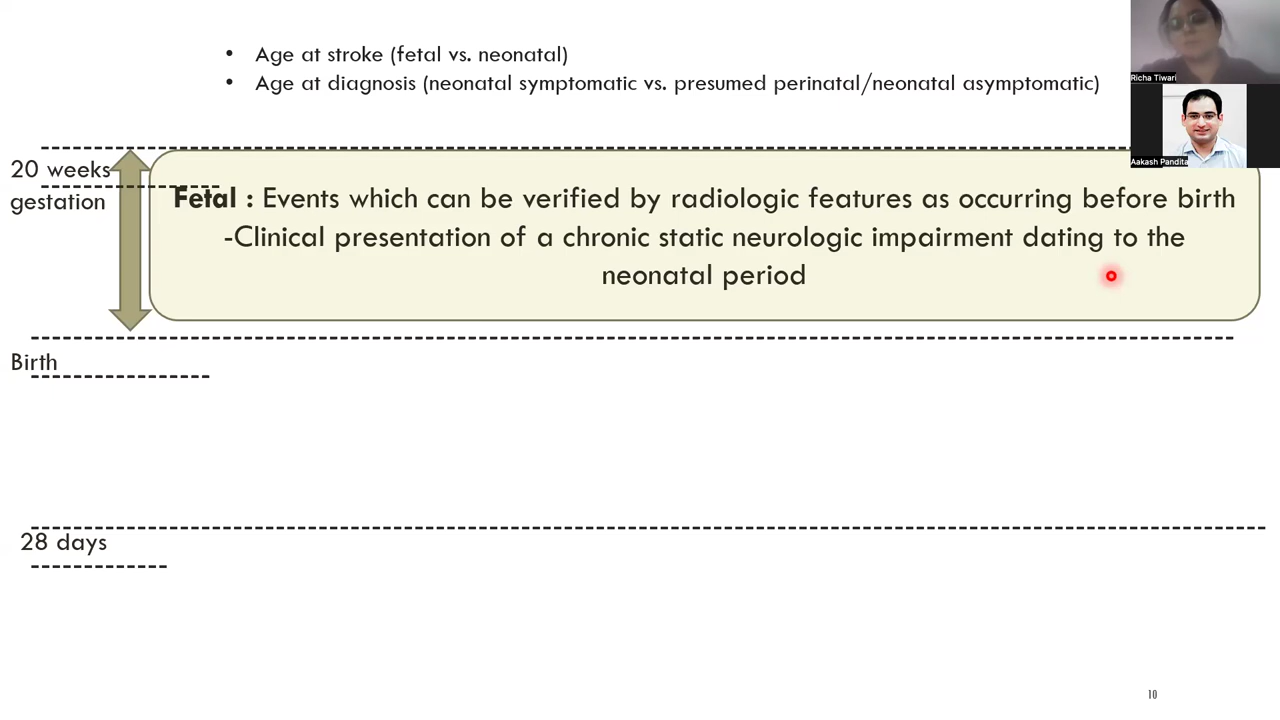 • Age at stroke (fetal vs. neonatal)
• Age at diagnosis (neonatal symptomatic vs. presumed perinatal/neonatal asymptomatic)
Richa Tiwari
Aakash Pandita
20 weeks
gestation
Fetal : Events which can be verified by radiologic features as occurring before birth
-Clinical presentation of a chronic static neurologic impairment dating to the
neonatal period
Birth
28 days
10